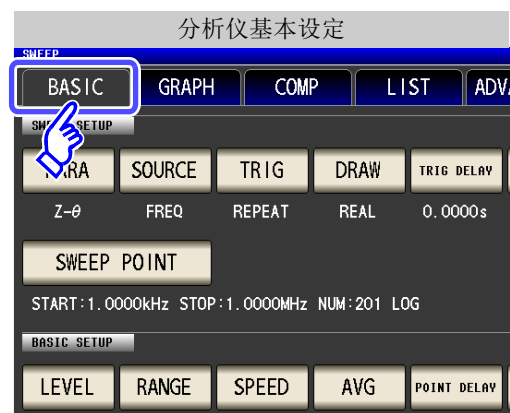 分析仪基本设定
SWEEP
BASIC GRAPH COMP LIST
SETUP
SOURCE TRIG DRAW TRIG DELAY
Z-θ FREQ REPEAT REAL 0.0000s
SWEEP POINT
START:1.0000kHz STOP:1.0000MHz NUM:201 LOG
BASIC SETUP
LEVEL RANGE SPEED AVG POINT DELAY